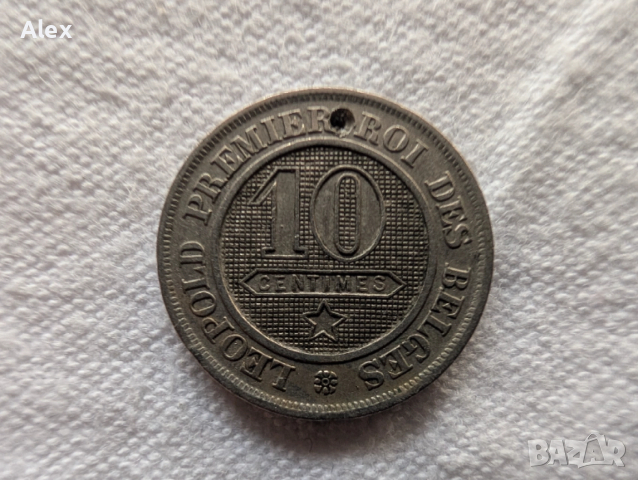 Alex
LEOPOLD PREMIER ROI DES BELGES
10
CENTIMES
BAZAR